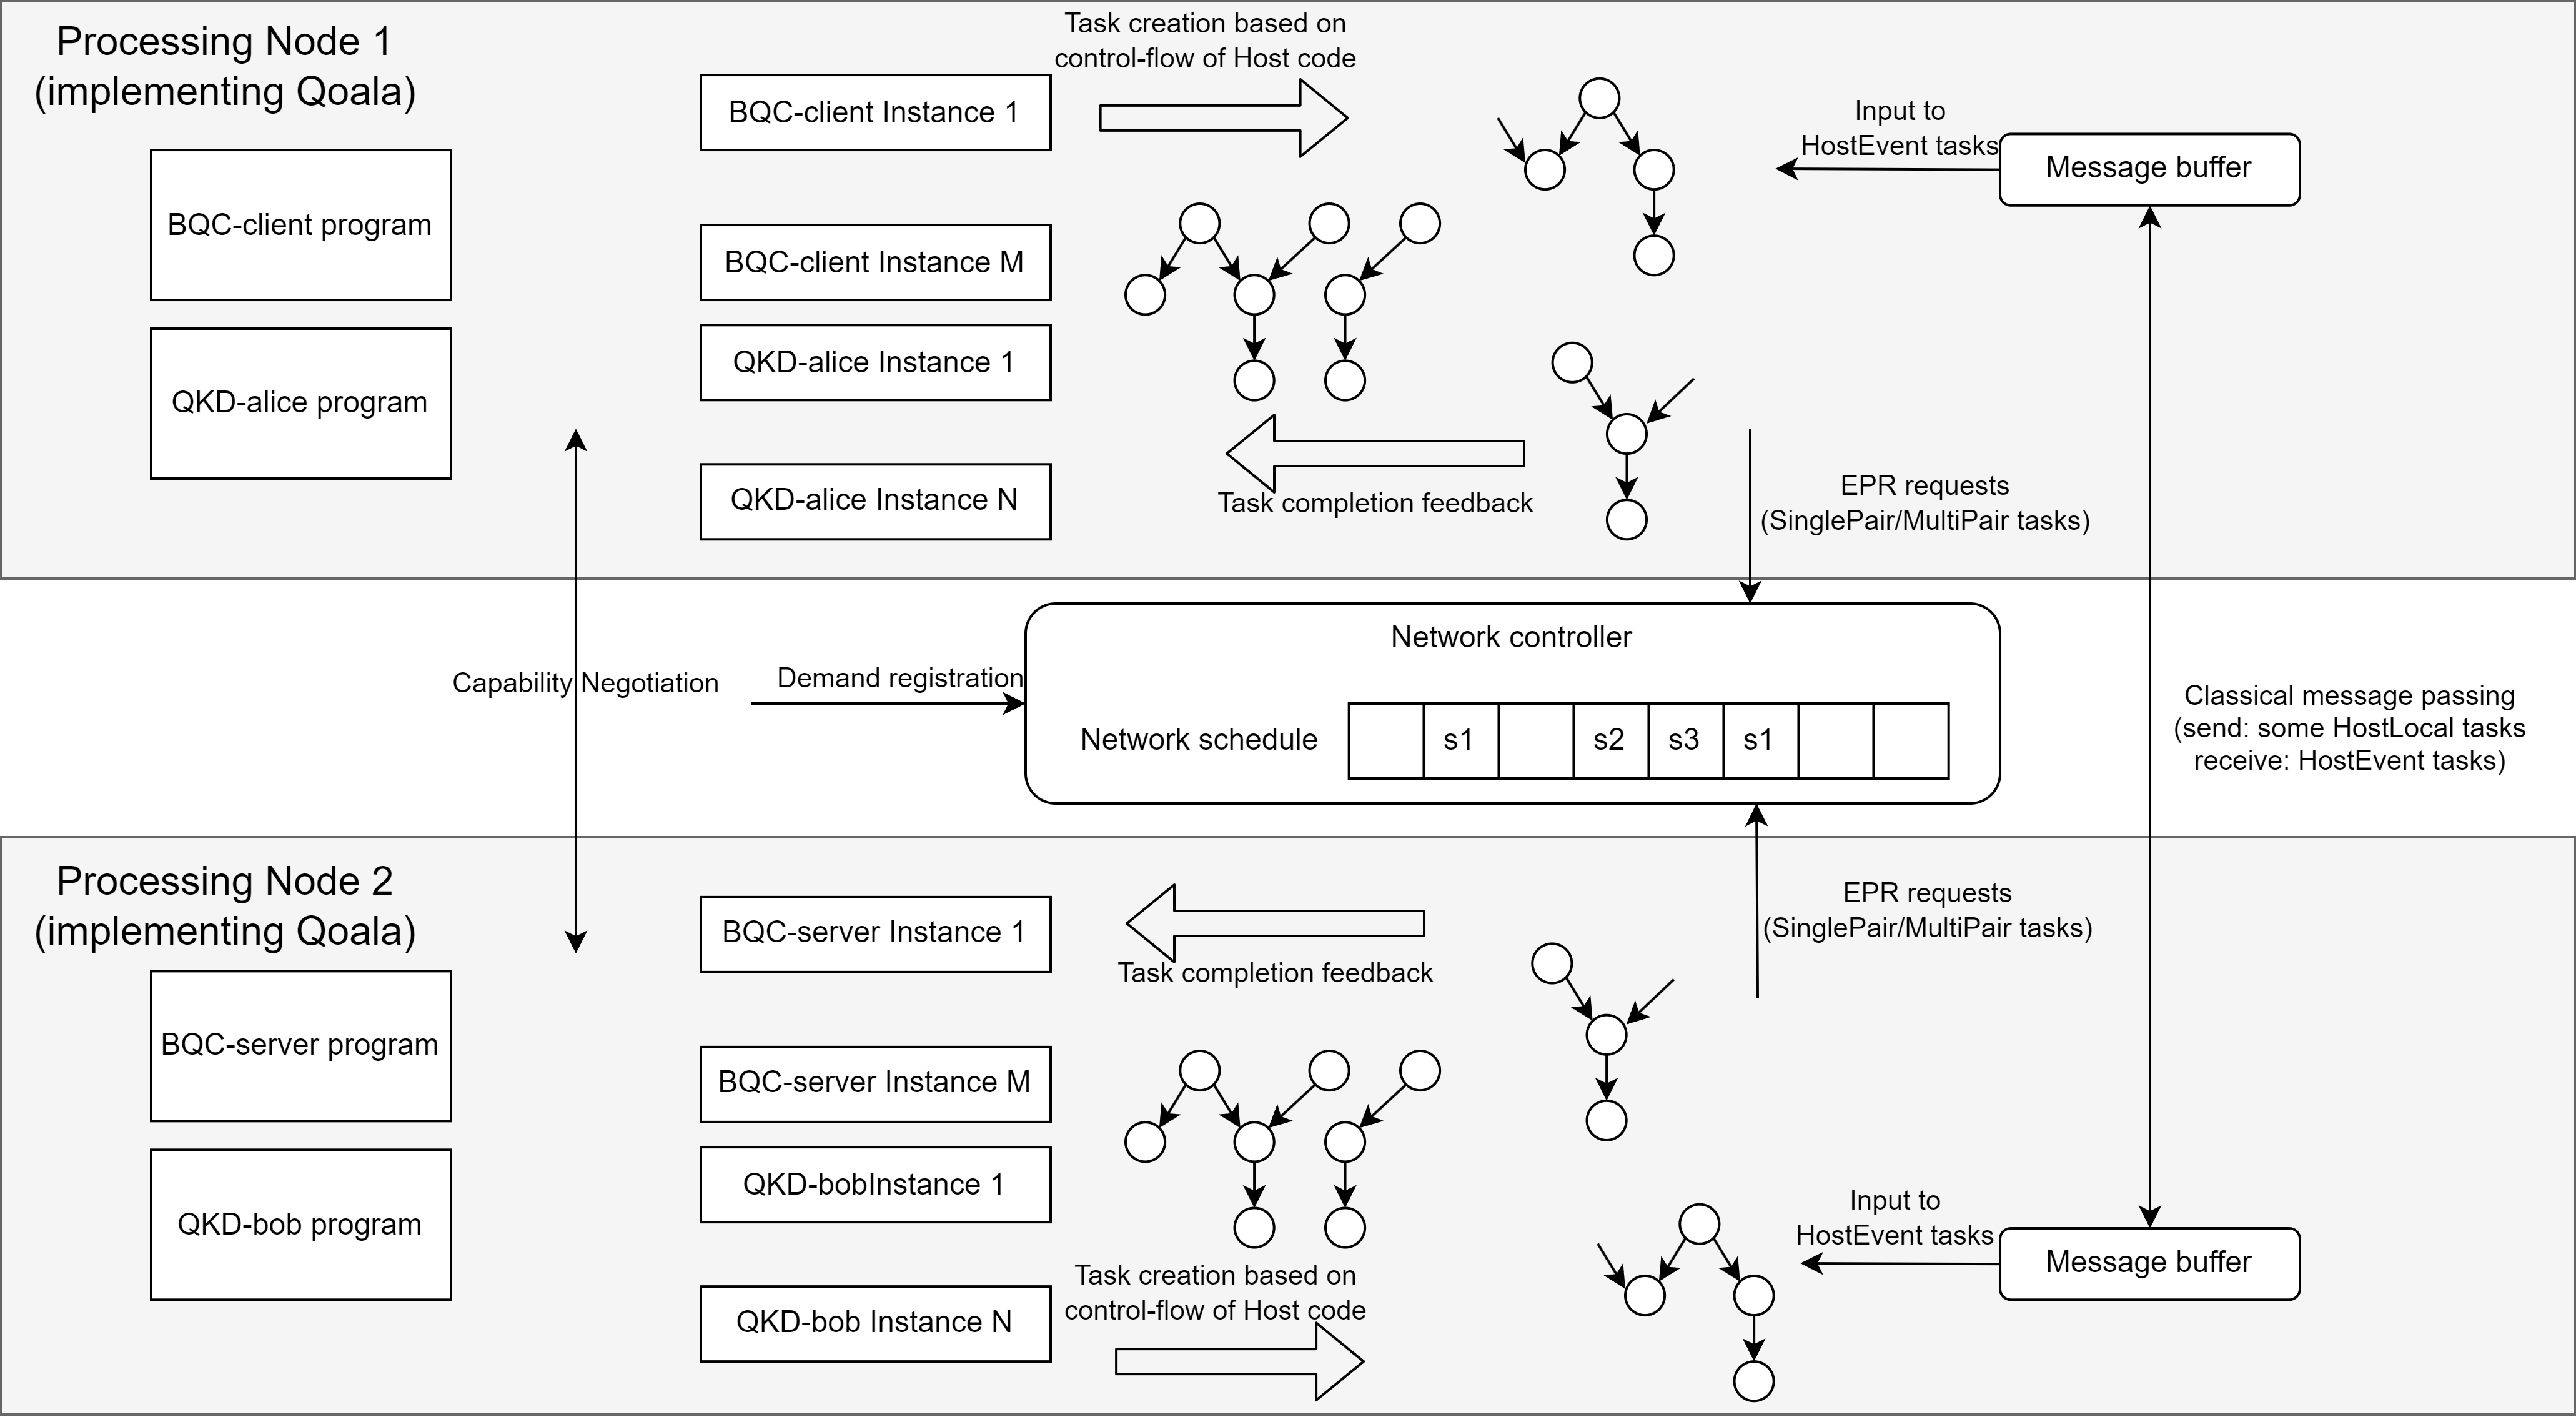 Processing Node 1
(implementing Qoala)
BQC-client program
QKD-alice program
BQC-client Instance 1
BQC-client Instance M
QKD-alice Instance 1
QKD-alice Instance N
Task creation based on
control-flow of Host code
Task completion feedback
Input to
HostEvent tasks
Message buffer
EPR requests
(SinglePair/MultiPair tasks)
Capability Negotiation
Demand registration
Network controller
Network schedule
s1 s2 s3 s1
Classical message passing
(send: some HostLocal tasks
receive: HostEvent tasks)
Processing Node 2
(implementing Qoala)
BQC-server program
QKD-bob program
BQC-server Instance 1
BQC-server Instance M
QKD-bobInstance 1
QKD-bob Instance N
Task completion feedback
Task creation based on
control-flow of Host code
EPR requests
(SinglePair/MultiPair tasks)
Input to
HostEvent tasks
Message buffer